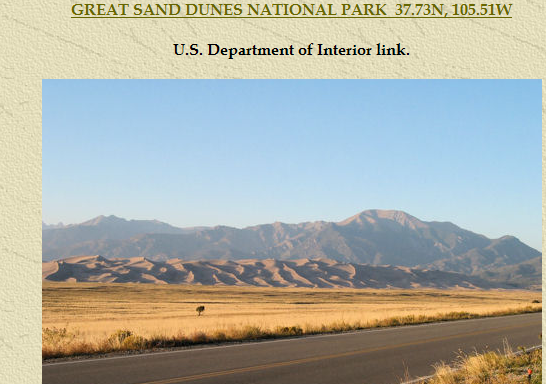 GREAT SAND DUNES NATIONAL PARK 37.73N, 105.51W
U.S. Department of Interior link.